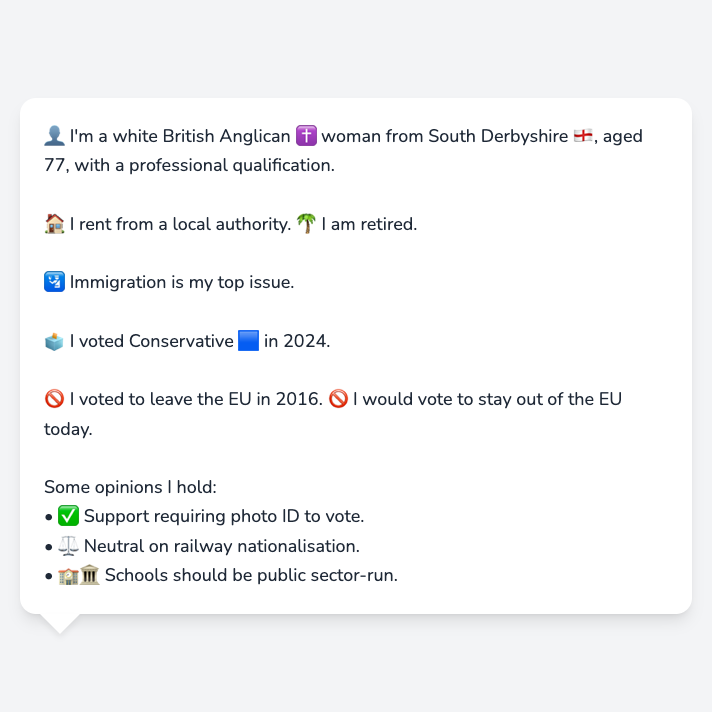 👤 I'm a white British Anglican ✝️ woman from South Derbyshire 🏴󠁧󠁢󠁥󠁮󠁧󠁿, aged
77, with a professional qualification.
🏠 I rent from a local authority. 🌴 I am retired.
🛂 Immigration is my top issue.
🗳️ I voted Conservative 🟦 in 2024.
🚫 I voted to leave the EU in 2016. 🚫 I would vote to stay out of the EU
today.
Some opinions I hold:
• ✅ Support requiring photo ID to vote.
• ⚖️ Neutral on railway nationalisation.
• 🏫🏛️ Schools should be public sector-run.